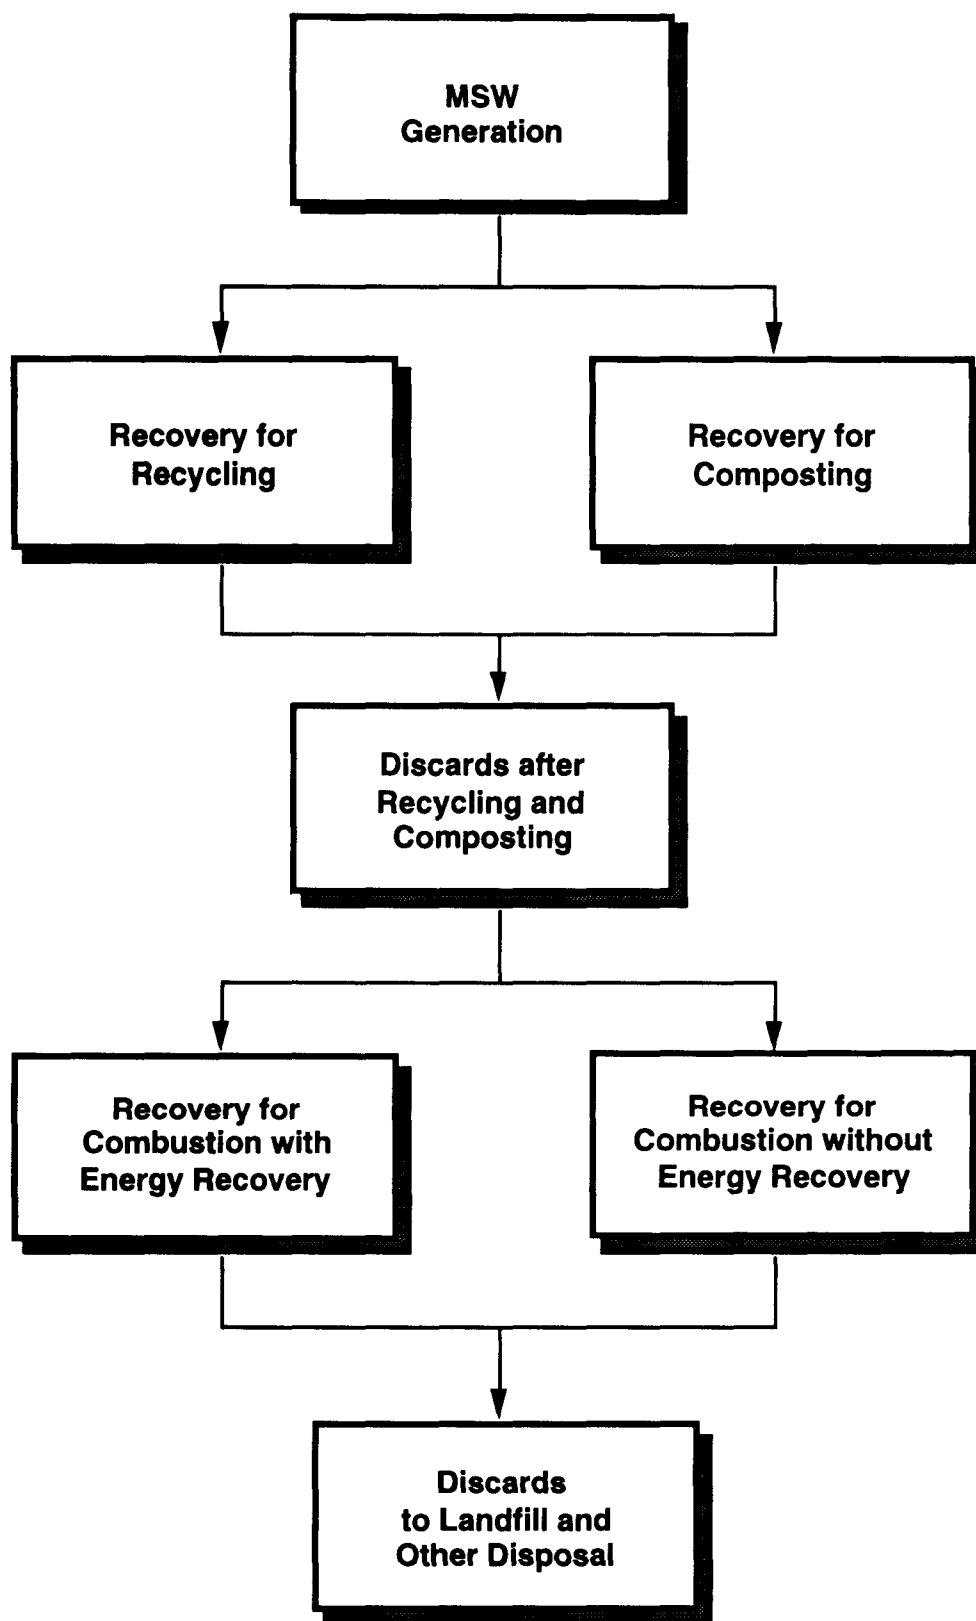 MSW
Generation
Recovery for
Recycling
Recovery for
Composting
Discards after
Recycling and
Composting
Recovery for
Combustion with
Energy Recovery
Recovery for
Combustion without
Energy Recovery
Discards
to Landfill and
Other Disposal